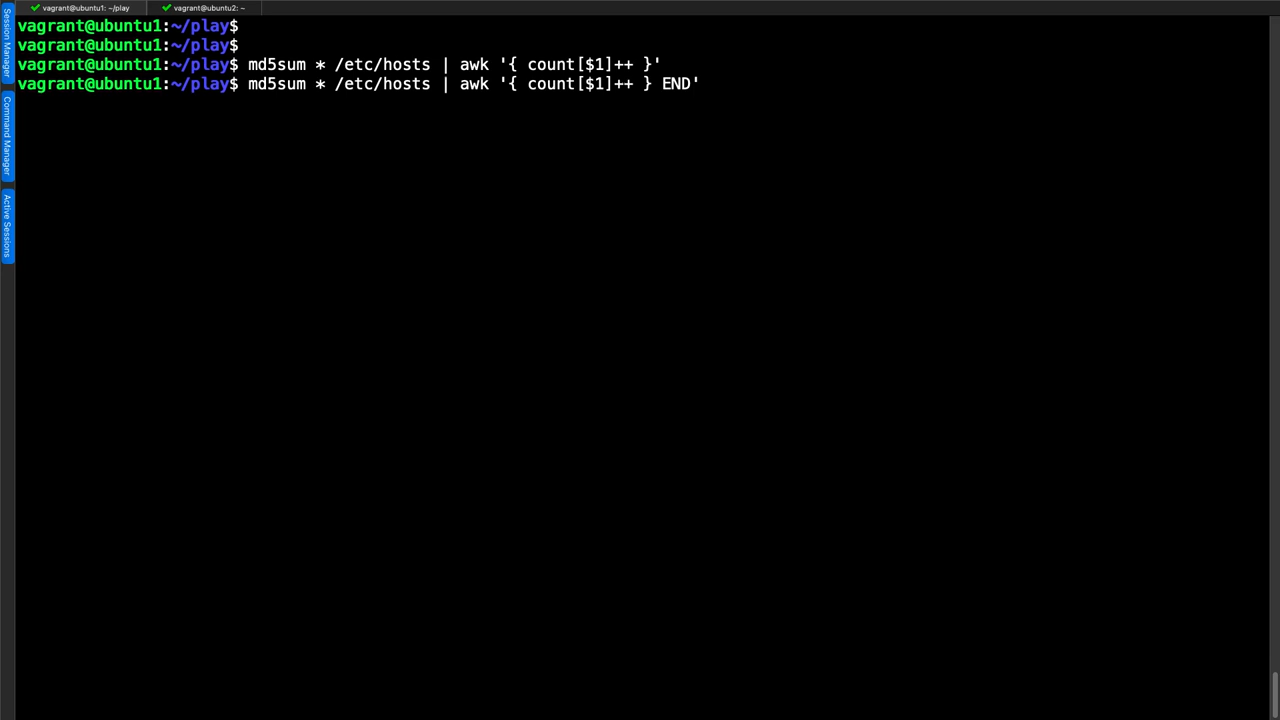 vagrant@ubuntu1: ~/play
vagrant@ubuntu2: ~
Session Manager
Command Manager
Active Sessions
vagrant@ubuntu1:~/play$
vagrant@ubuntu1:~/play$
vagrant@ubuntu1:~/play$ md5sum * /etc/hosts | awk '{ count[$1]++ }'
vagrant@ubuntu1:~/play$ md5sum * /etc/hosts | awk '{ count[$1]++ } END'